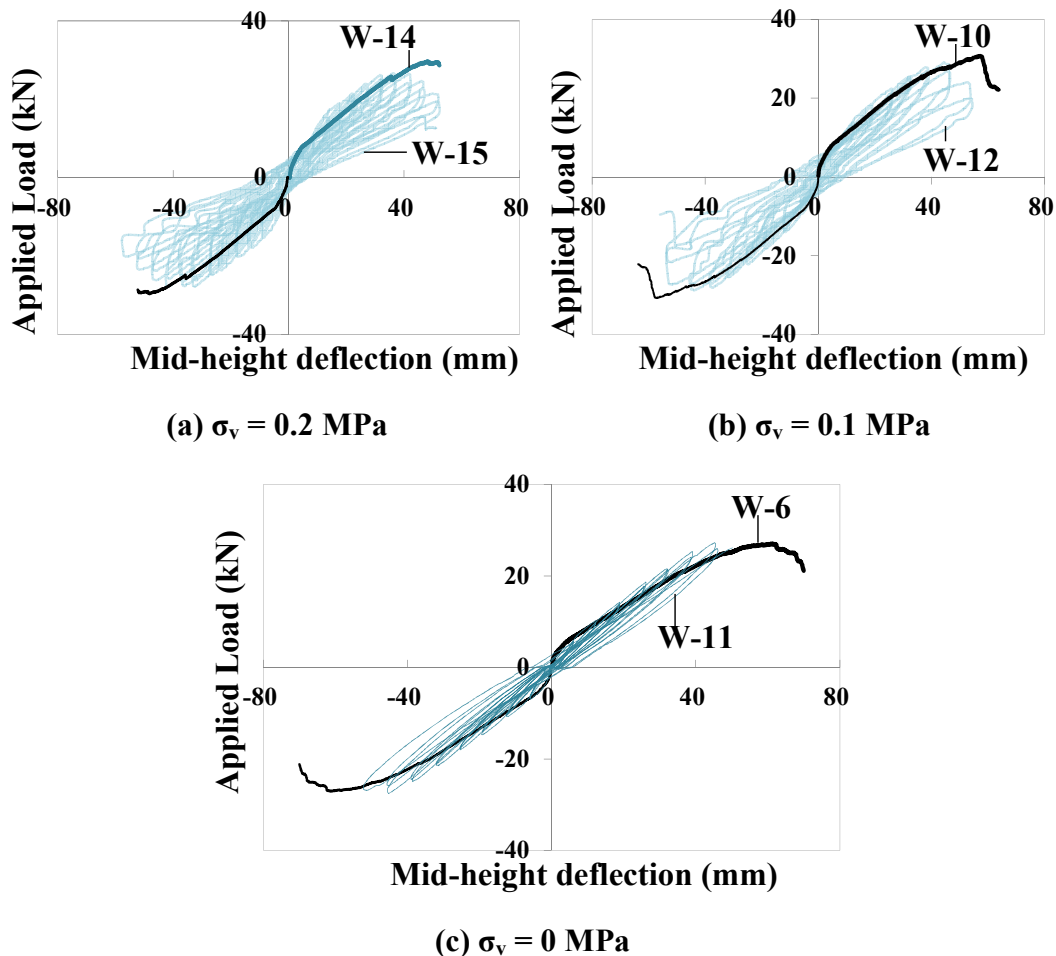 40
W-14
W-15
0
-80
-40
0
40
80
-40
Applied Load (kN)
Mid-height deflection (mm)
(a) σv = 0.2 MPa
40
W-10
20
W-12
0
-80
-40
0
40
80
-20
-40
Applied Load (kN)
Mid-height deflection (mm)
(b) σv = 0.1 MPa
40
W-6
20
W-11
0
-80
-40
0
40
80
-20
-40
Applied Load (kN)
Mid-height deflection (mm)
(c) σv = 0 MPa